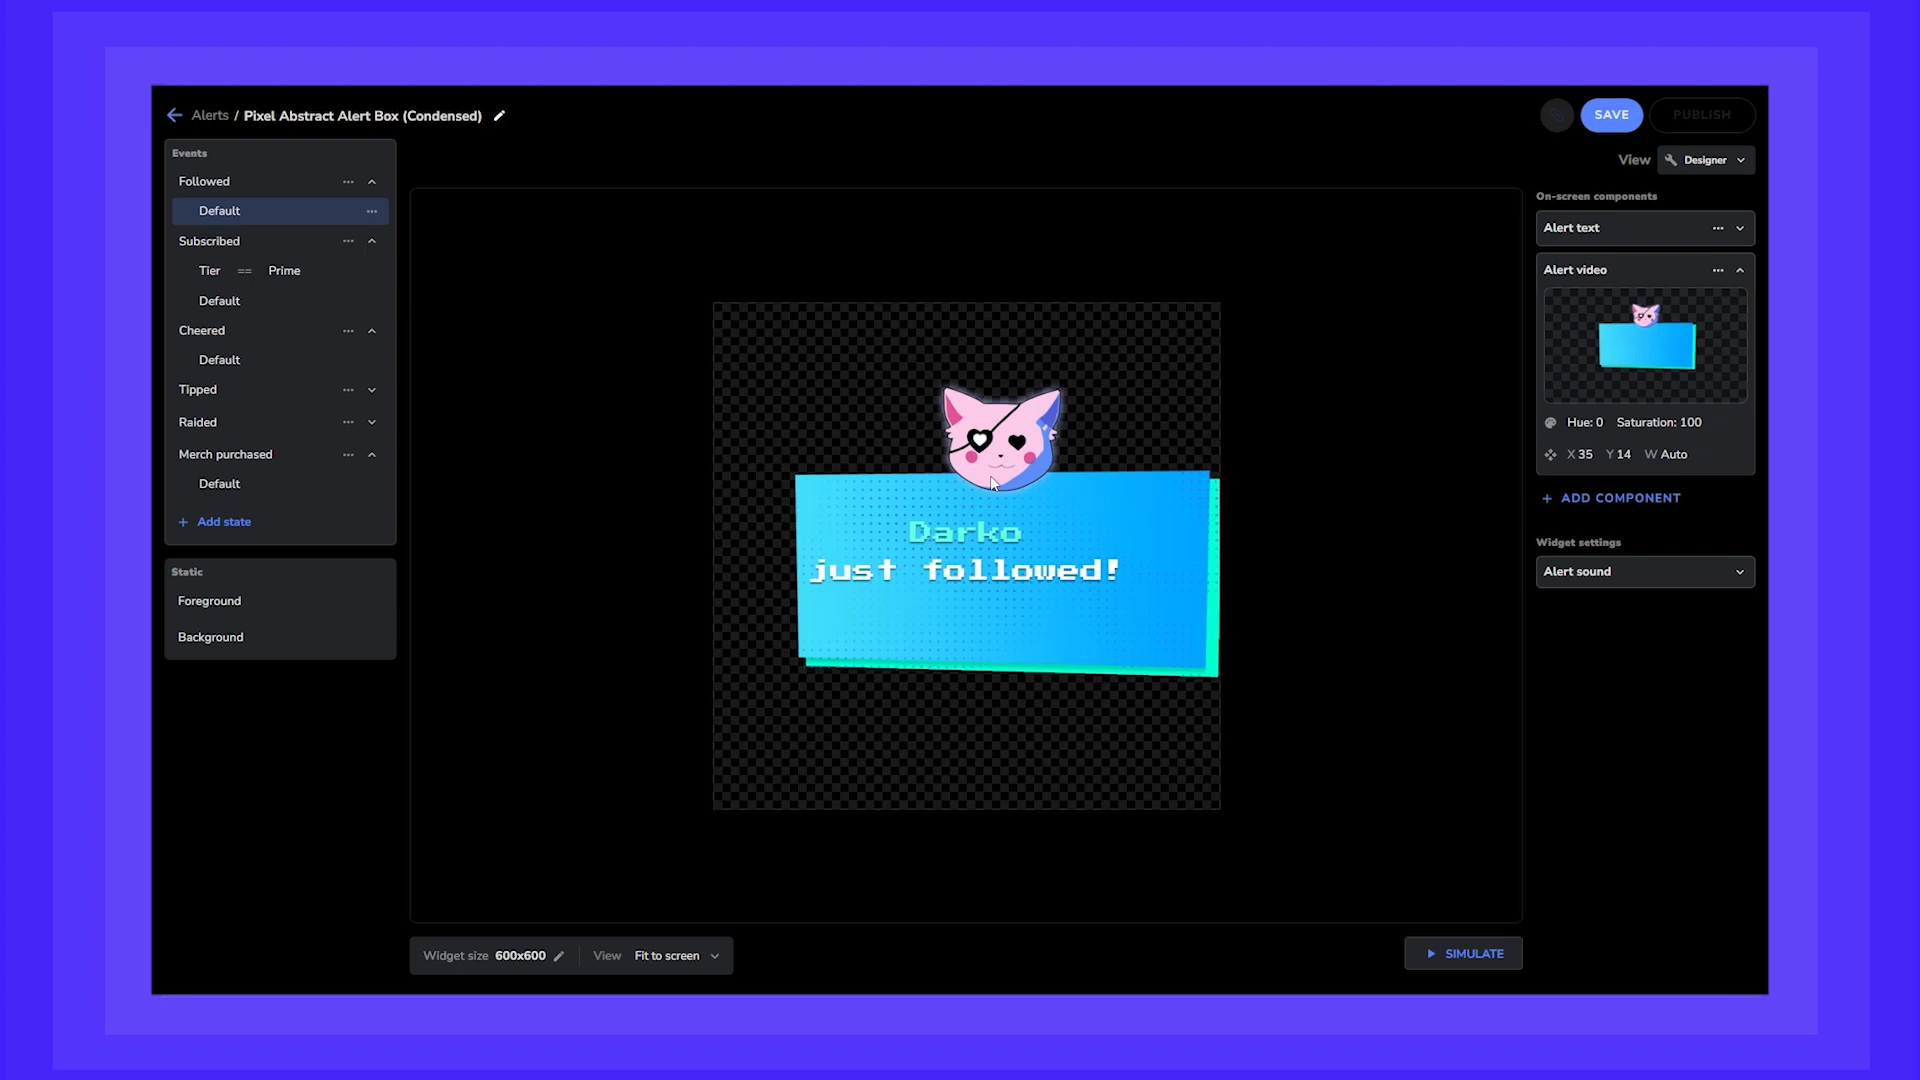 Alerts / Pixel Abstract Alert Box (Condensed)
SAVE
PUBLISH
View Designer
Events
Followed
Default
Subscribed
Tier == Prime
Default
Cheered
Default
Tipped
Raided
Merch purchased
Default
+ Add state
Static
Foreground
Background
Darko
just followed!
Widget size 600x600
View Fit to screen
SIMULATE
On-screen components
Alert text
Alert video
Hue: 0 Saturation: 100
X 35 Y 14 W Auto
+ ADD COMPONENT
Widget settings
Alert sound